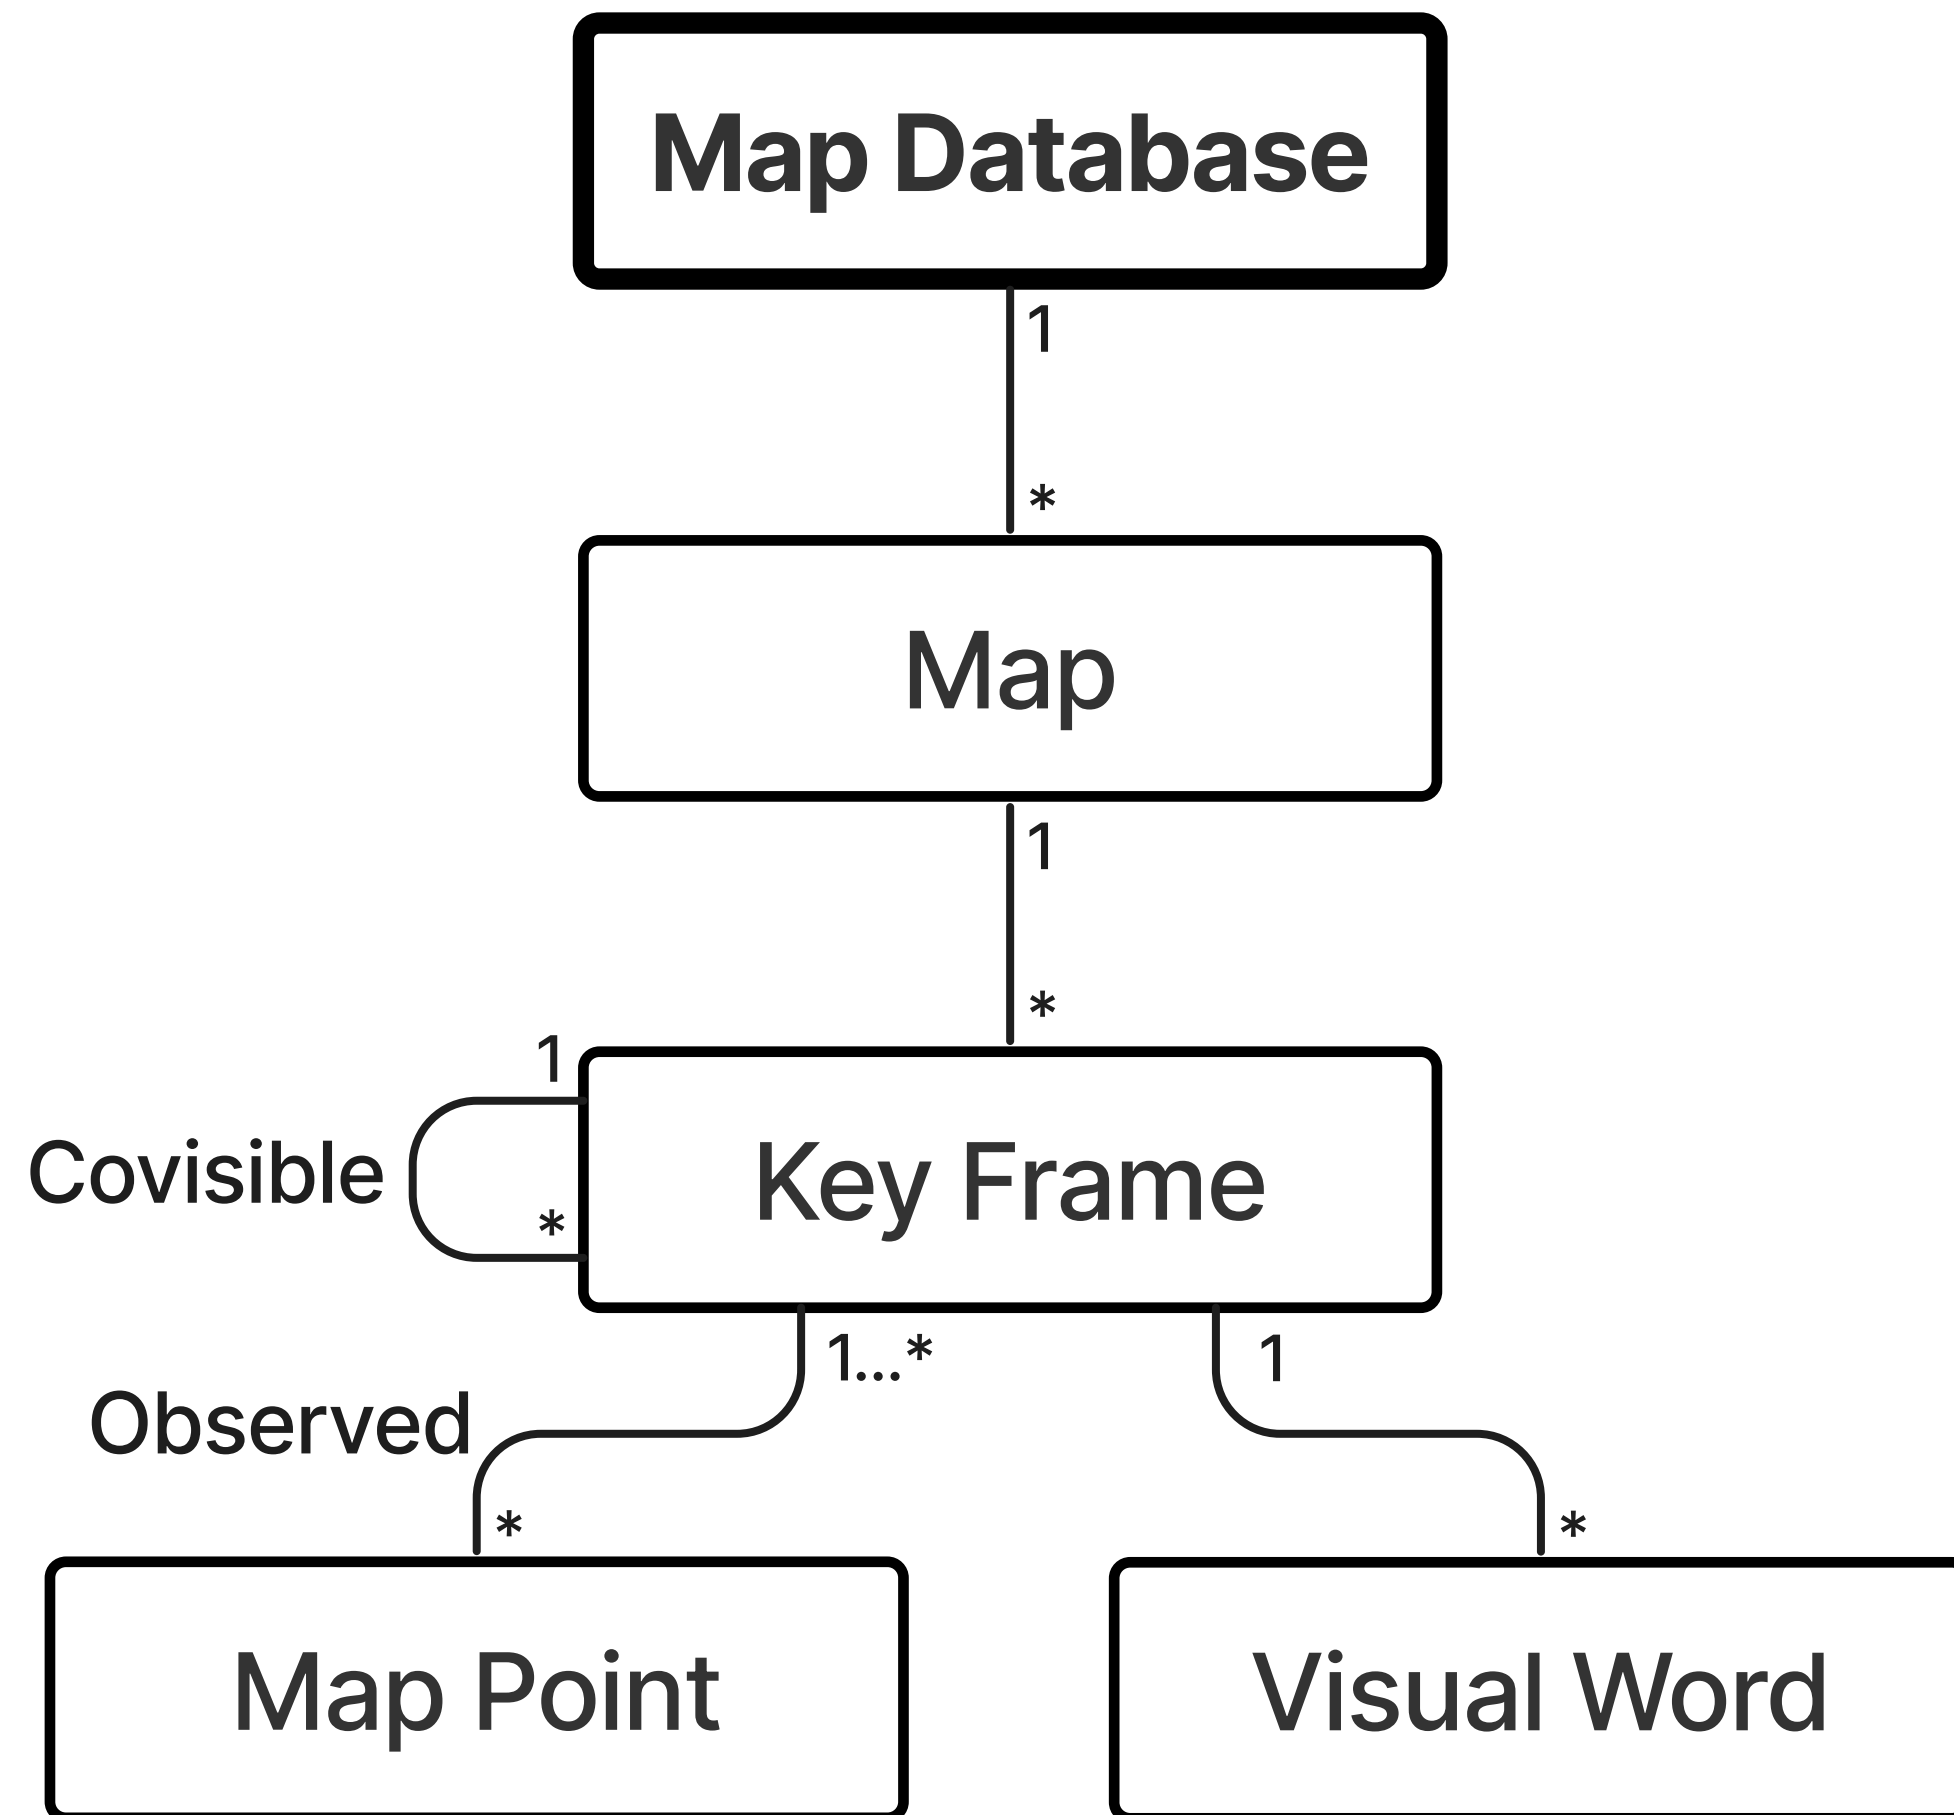 Map Database
1
*
Map
1
*
1
Covisible
*
Key Frame
1...*
1
Observed
*
*
Map Point
Visual Word